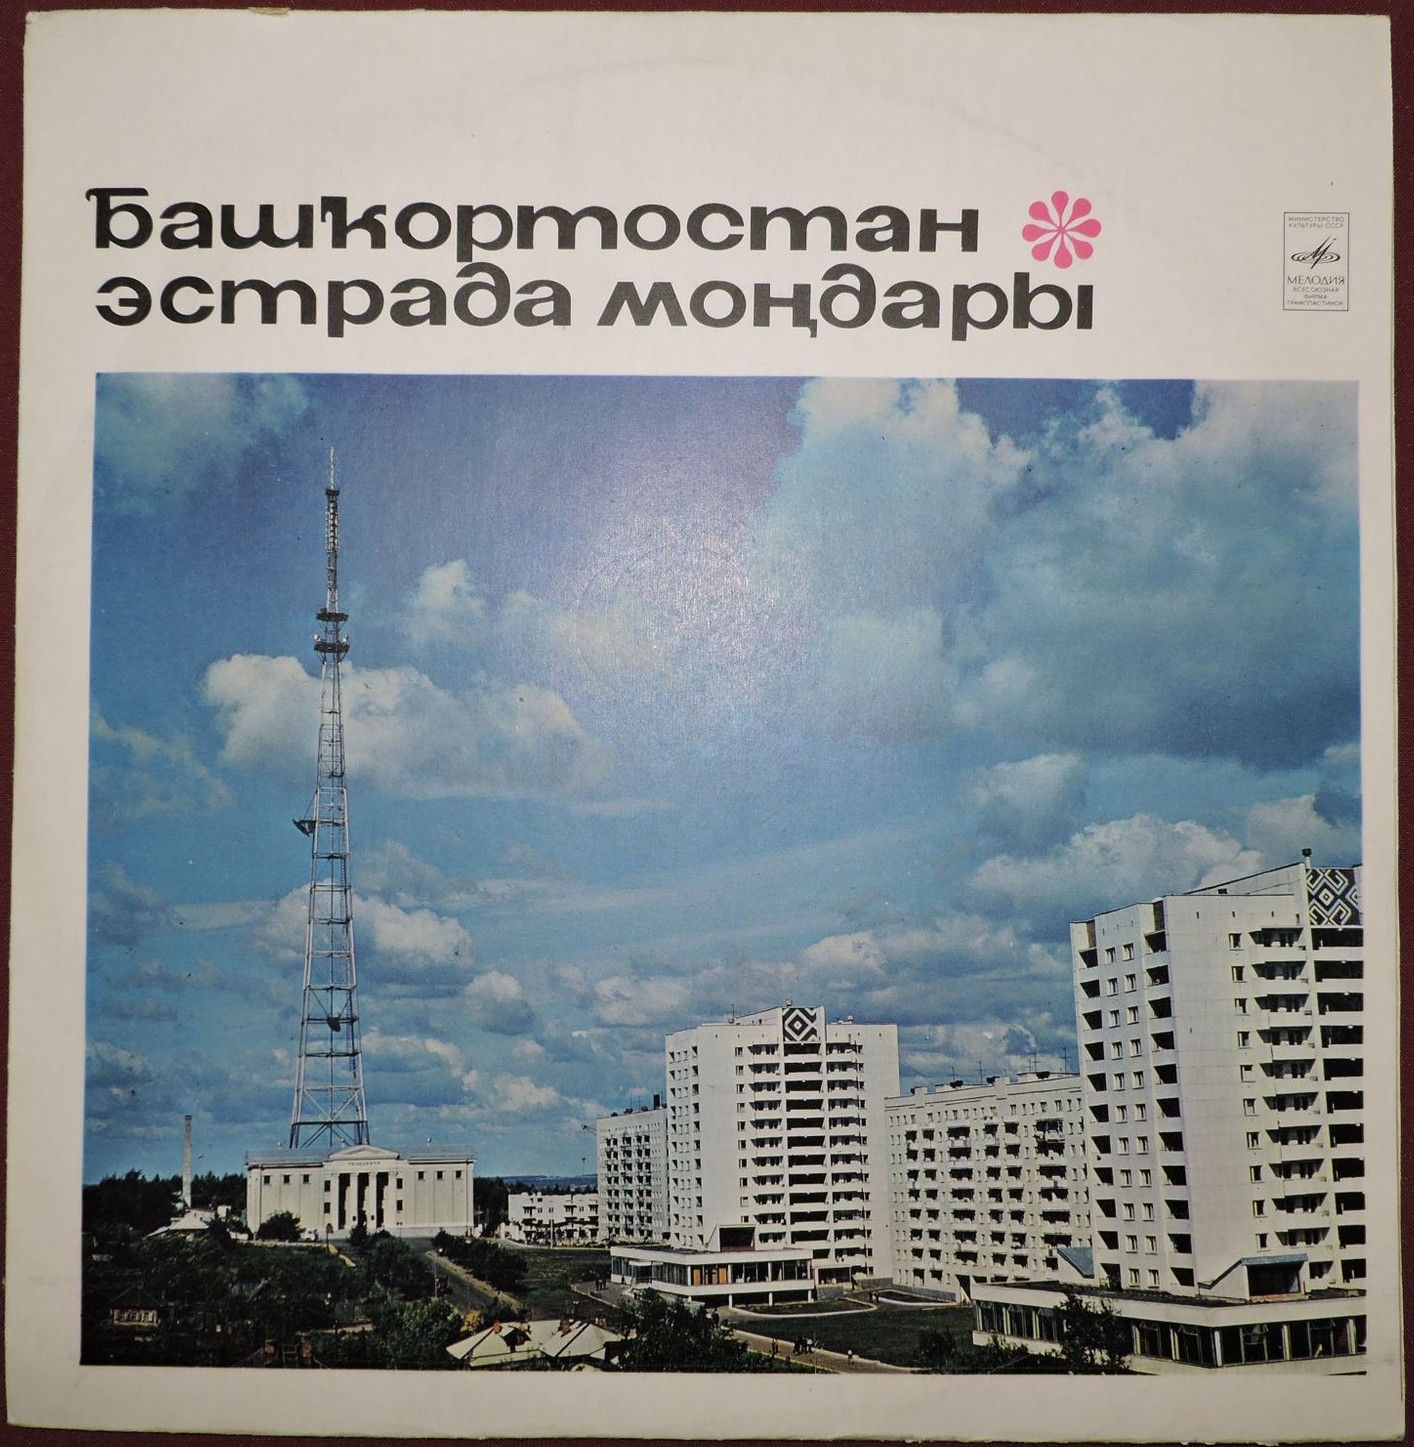 Башҡортостан
эстрада моңдары
МИНИСТЕРСТВО
КУЛЬТУРЫ СССР
МЕЛОДИЯ
ВСЕСОЮЗНАЯ
ФИРМА
ГРАМПЛАСТИНОК